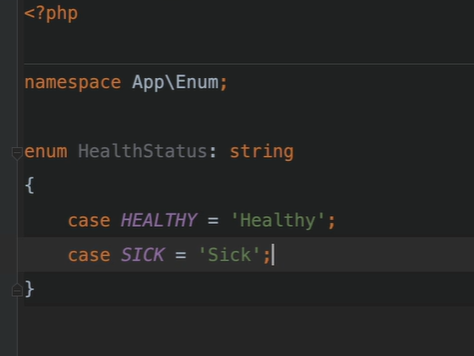 <?php
namespace App\Enum;
enum HealthStatus: string
{
case HEALTHY = 'Healthy';
case SICK = 'Sick';
}